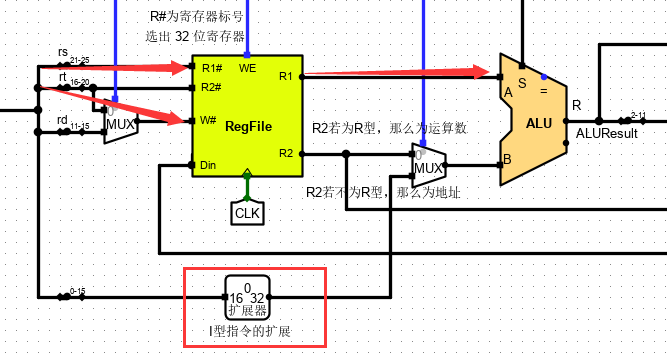 R#为寄存器标号
选出 32 位寄存器
rs
21-25
R1#
WE
R1
rt
16-20
R2#
0
MUX
W#
RegFile
rd
11-15
Din
R2
CLK
R2若为R型，那么为运算数
0
MUX
R2若不为R型，那么为地址
A
S
=
ALU
B
R
2-11
ALUResult
0-15
0
16 32
扩展器
I型指令的扩展